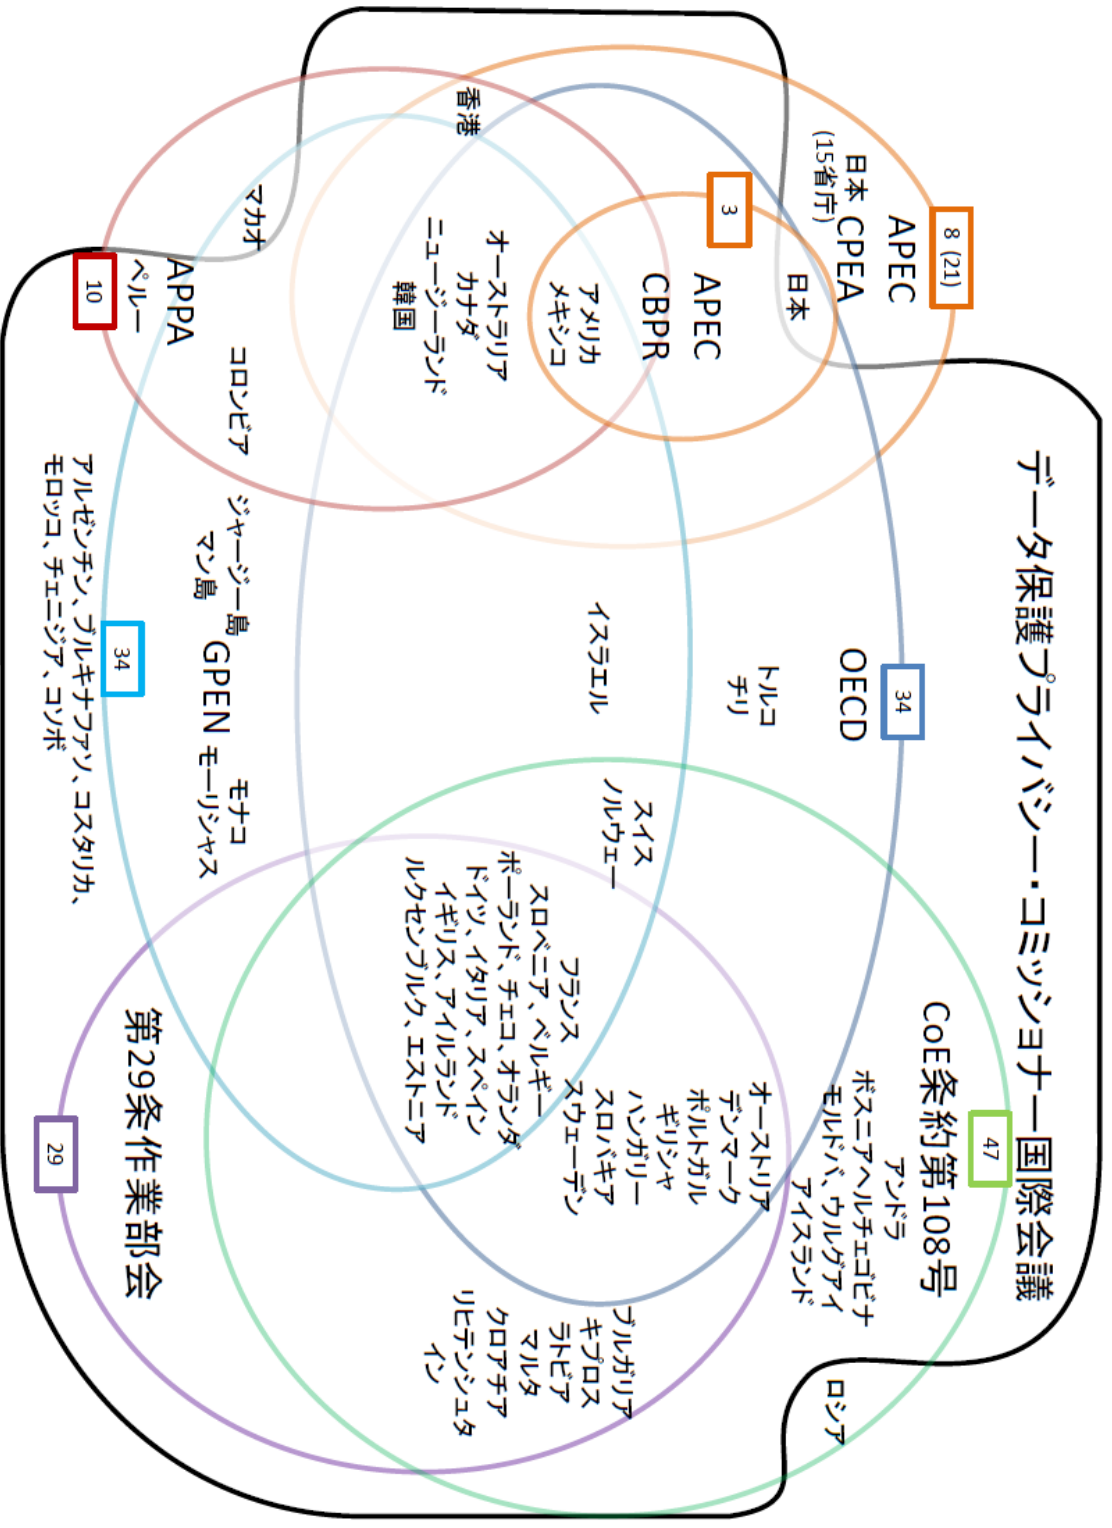 データ保護プライバシー・コミッショナー国際会議
8 (21)
APEC
CPEA
日本
(15省庁)
日本
3
APEC
CBPR
アメリカ
メキシコ
オーストラリア
カナダ
ニュージーランド
韓国
香港
マカオ
APPA
ペルー
10
コロンビア
ジャージー島
マン島
GPEN
モナコ
モーリシャス
34
アルゼンチン、ブルキナファソ、コスタリカ、
モロッコ、チェニジア、コソボ
34
OECD
トルコ
チリ
イスラエル
スイス
ノルウェー
フランス
スロベニア、ベルギー
ポーランド、チェコ、オランダ
ドイツ、イタリア、スペイン
イギリス、アイルランド
ルクセンブルク、エストニア
オーストリア
デンマーク
ポルトガル
ギリシャ
ハンガリー
スロバキア
スウェーデン
47
CoE条約第108号
アンドラ
ボスニアヘルチェゴビナ
モルドバ、ウルグアイ
アイスランド
ロシア
ブルガリア
キプロス
ラトビア
マルタ
クロアチア
リヒテンシュタ
イン
第29条作業部会
29